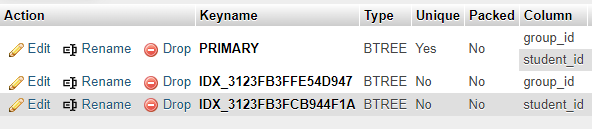 Action Keyname Type Unique Packed Column
Edit Rename Drop PRIMARY BTREE Yes No group_id
student_id
Edit Rename Drop IDX_3123FB3FFE54D947 BTREE No No group_id
Edit Rename Drop IDX_3123FB3FCB944F1A BTREE No No student_id